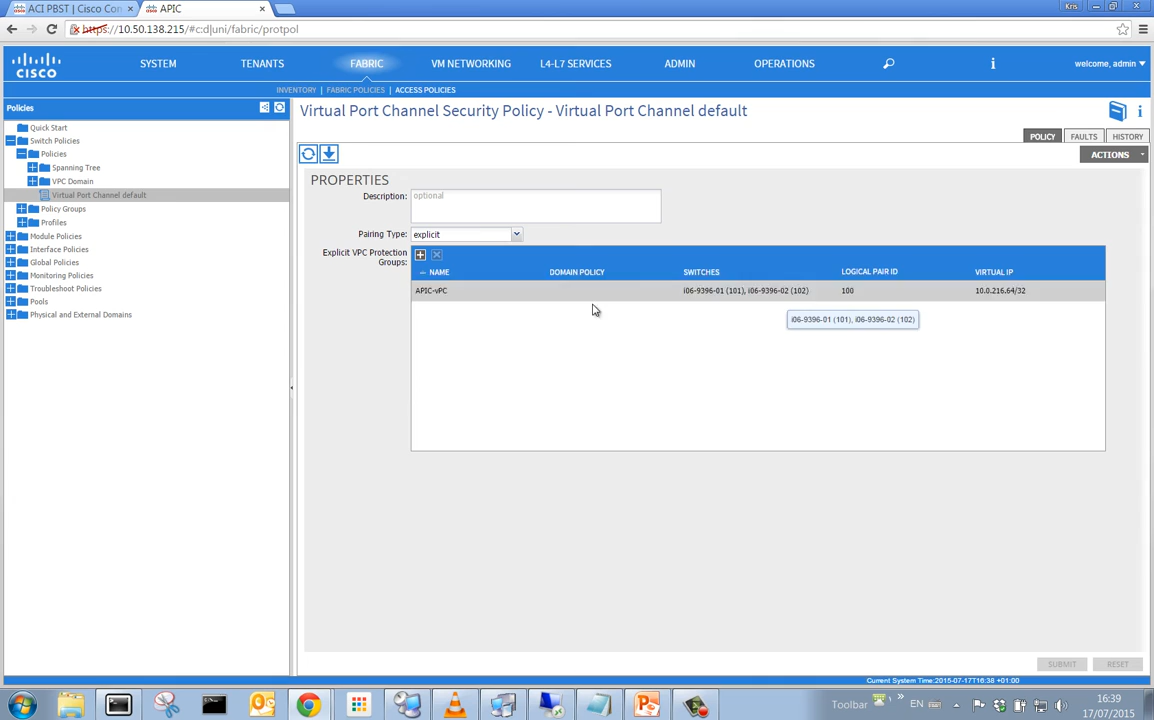 ACI PBST | Cisco Con
APIC
Kris
https://10.50.138.215/#c:d|uni/fabric/protpol
CISCO
SYSTEM
TENANTS
FABRIC
VM NETWORKING
L4-L7 SERVICES
ADMIN
OPERATIONS
welcome, admin
INVENTORY | FABRIC POLICIES | ACCESS POLICIES
Policies
Quick Start
Switch Policies
Policies
Spanning Tree
VPC Domain
Virtual Port Channel default
Policy Groups
Profiles
Module Policies
Interface Policies
Global Policies
Monitoring Policies
Troubleshoot Policies
Pools
Physical and External Domains
Virtual Port Channel Security Policy - Virtual Port Channel default
POLICY
FAULTS
HISTORY
ACTIONS
PROPERTIES
Description:
optional
Pairing Type:
explicit
Explicit VPC Protection
Groups:
NAME
DOMAIN POLICY
SWITCHES
LOGICAL PAIR ID
VIRTUAL IP
APIC-vPC
i06-9396-01 (101), i06-9396-02 (102)
100
10.0.216.64/32
i06-9396-01 (101), i06-9396-02 (102)
SUBMIT
RESET
Current System Time:2015-07-17T16:38 +01:00
Toolbar
EN
16:39
17/07/2015